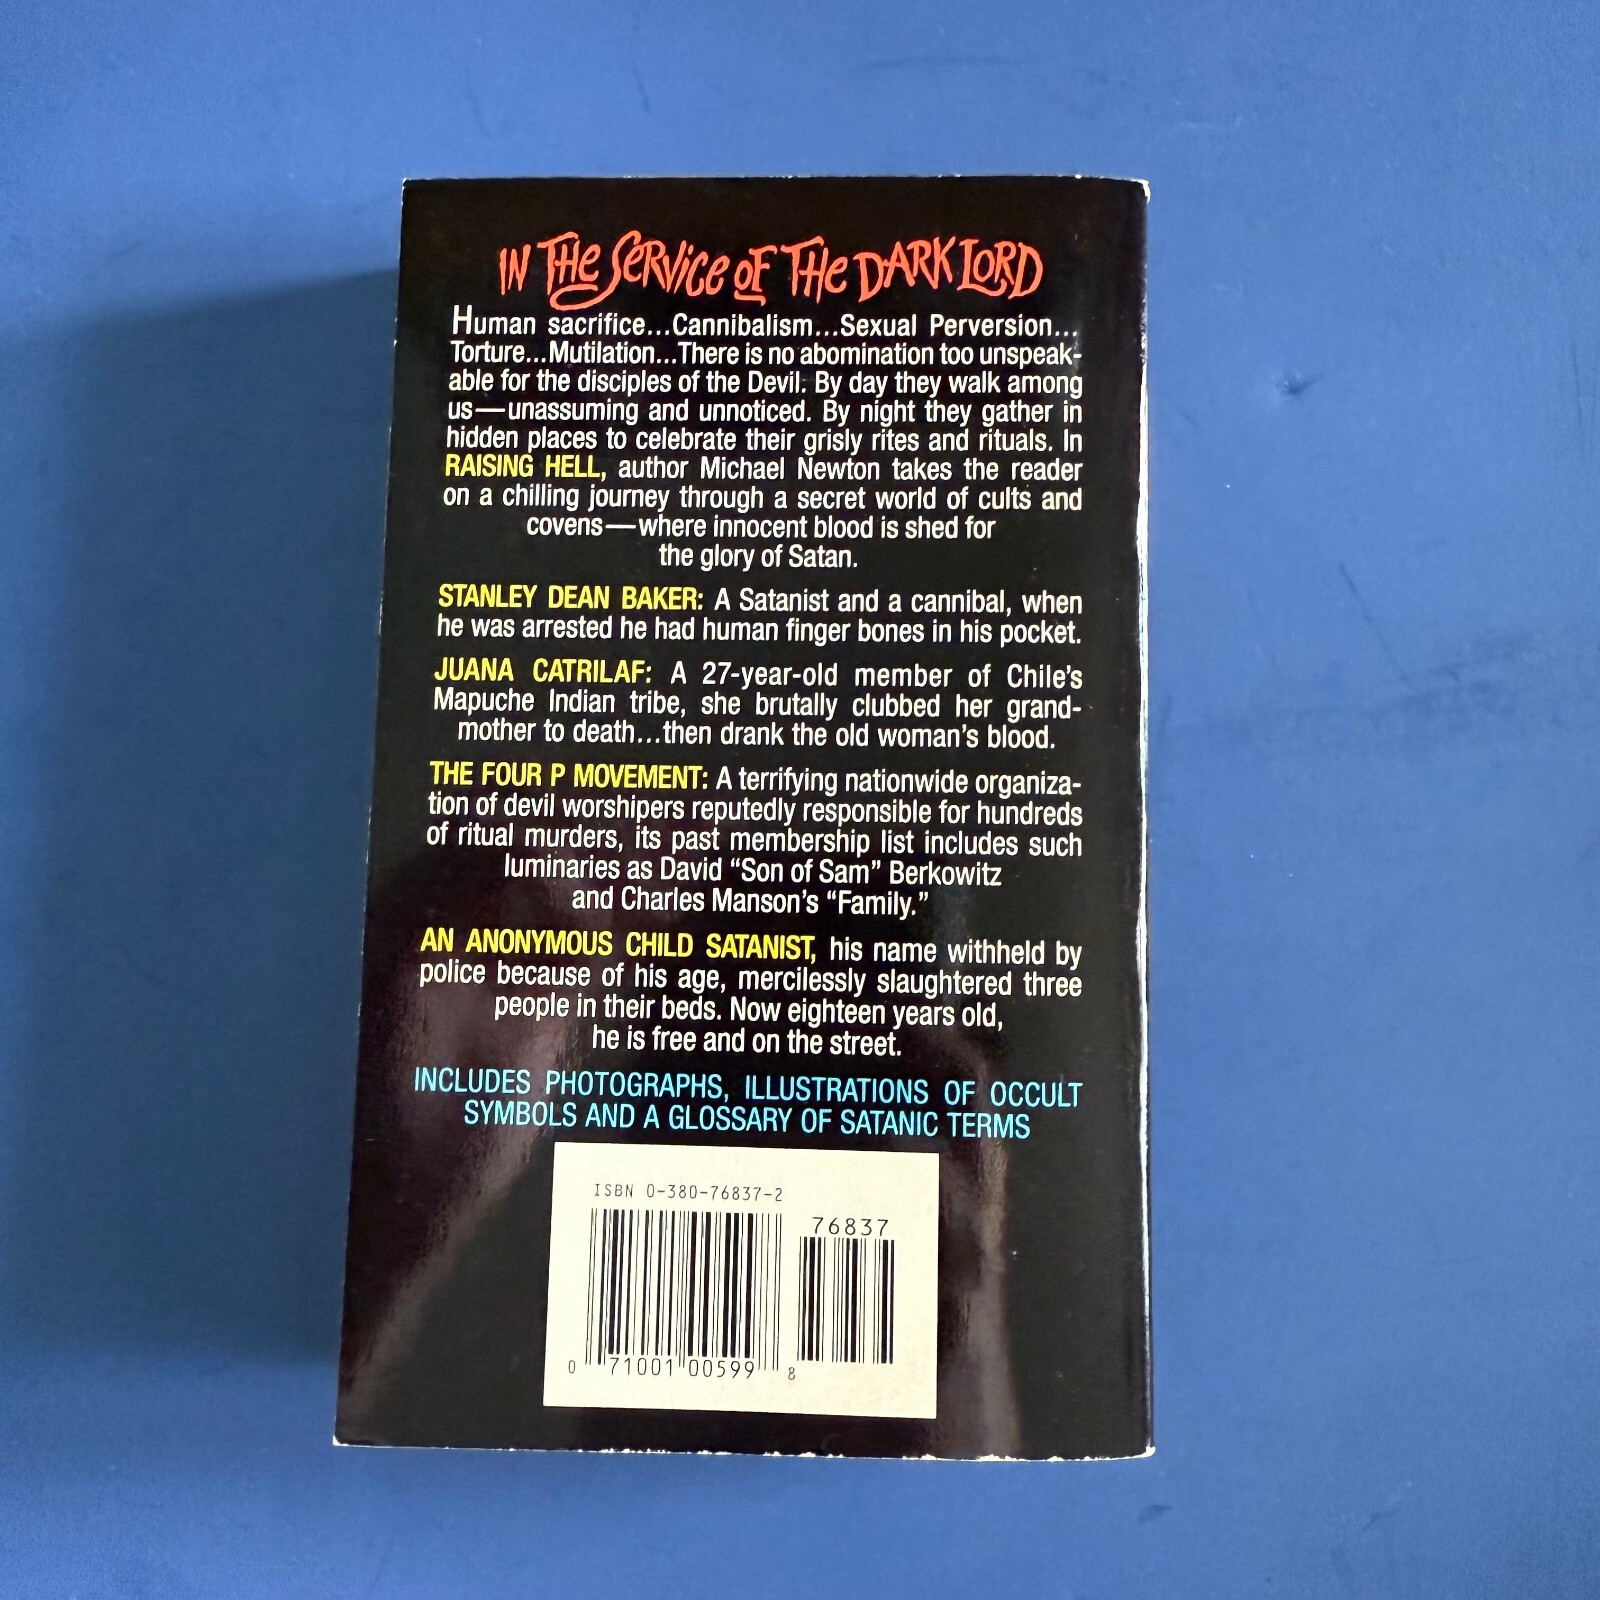 IN THE SERVICE OF THE DARK LORD
Human sacrifice...Cannibalism...Sexual Perversion...
Torture...Mutilation...There is no abomination too unspeak-
able for the disciples of the Devil. By day they walk among
us—unassuming and unnoticed. By night they gather in
hidden places to celebrate their grisly rites and rituals. In
RAISING HELL, author Michael Newton takes the reader
on a chilling journey through a secret world of cults and
covens—where innocent blood is shed for
the glory of Satan.
STANLEY DEAN BAKER: A Satanist and a cannibal, when
he was arrested he had human finger bones in his pocket.
JUANA CATRILAF: A 27-year-old member of Chile's
Mapuche Indian tribe, she brutally clubbed her grand-
mother to death...then drank the old woman's blood.
THE FOUR P MOVEMENT: A terrifying nationwide organiza-
tion of devil worshipers reputedly responsible for hundreds
of ritual murders, its past membership list includes such
luminaries as David “Son of Sam” Berkowitz
and Charles Manson's “Family.”
AN ANONYMOUS CHILD SATANIST, his name withheld by
police because of his age, mercilessly slaughtered three
people in their beds. Now eighteen years old,
he is free and on the street.
INCLUDES PHOTOGRAPHS, ILLUSTRATIONS OF OCCULT
SYMBOLS AND A GLOSSARY OF SATANIC TERMS
ISBN 0-380-76837-2
76837
0 71001 00599 8